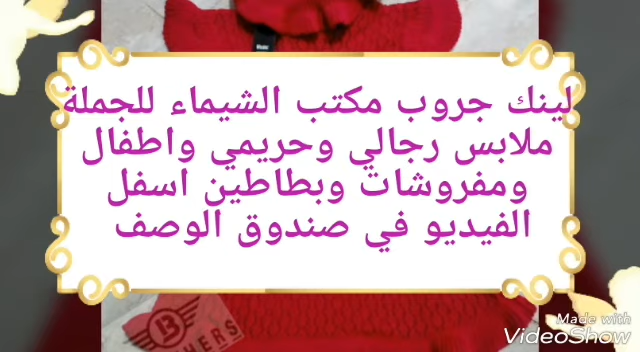 لينك جروب مكتب الشيماء للجملة
ملابس رجالي وحريمي واطفال
ومفروشات وبطاطين اسفل
الفيديو في صندوق الوصف
B
HERS
Made with
VideoShow